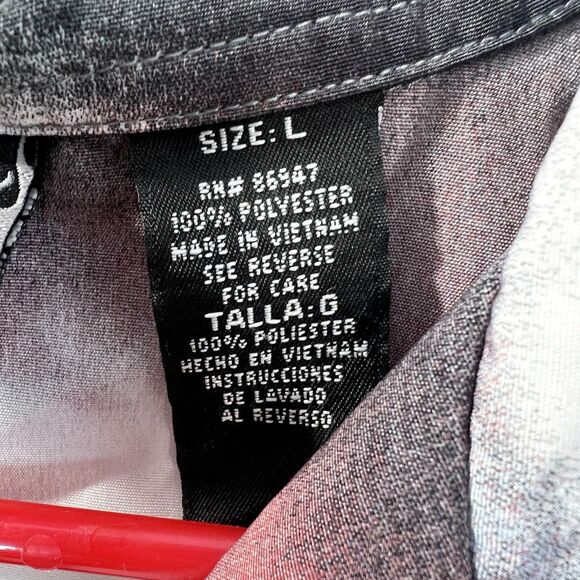 SIZE: L
RN# 86947
100% POLYESTER
MADE IN VIETNAM
SEE REVERSE
FOR CARE
TALLA: G
100% POLIESTER
HECHO EN VIETNAM
INSTRUCCIONES
DE LAVADO
AL REVERSO